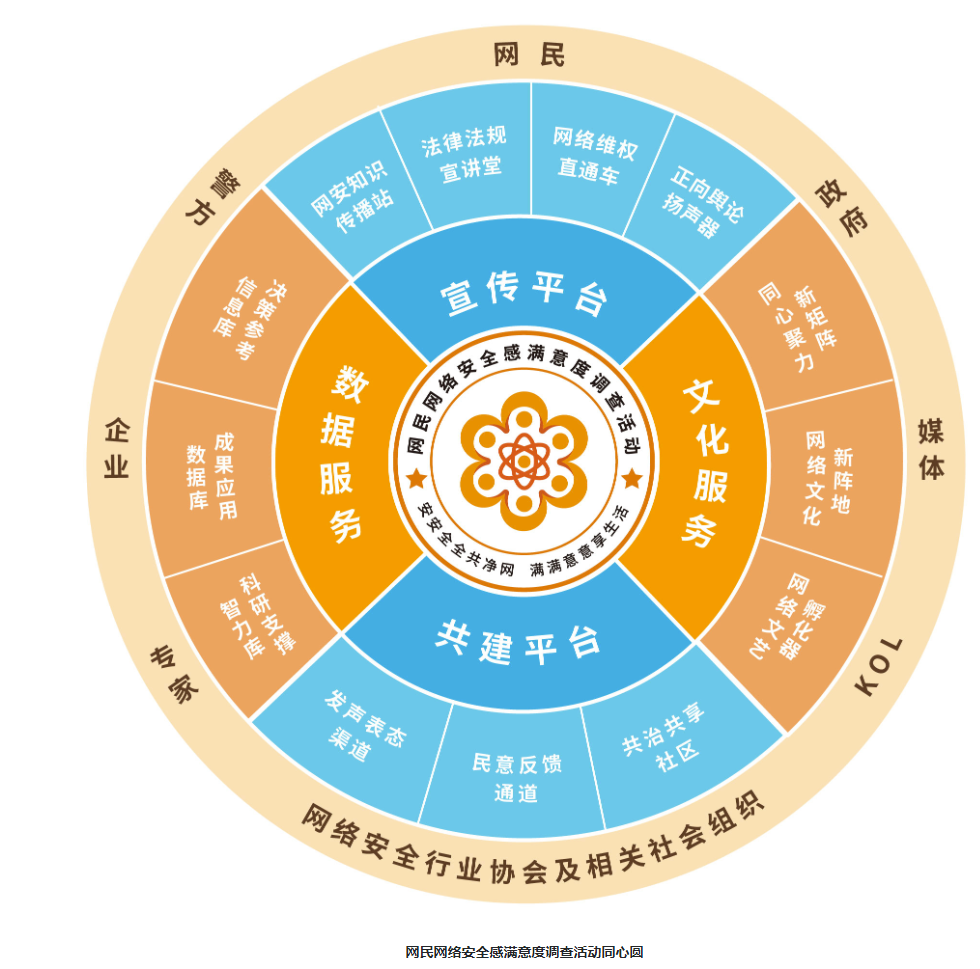 网民
政府
媒体
KOL
网络安全行业协会及相关社会组织
专家
企业
警方
网安知识
传播站
法律法规
宣讲堂
网络维权
直通车
正向舆论
扬声器
宣传平台
新矩阵
同心聚力
新阵地
网络文化
孵化器
网络文艺
文化服务
共治共享
社区
民意反馈
通道
发声表态
渠道
共建平台
科研支撑
智力库
成果应用
数据库
决策参考
信息库
数据服务
网民网络安全感满意度调查活动
安安全全共净网 满满意意享生活
网民网络安全感满意度调查活动同心圆